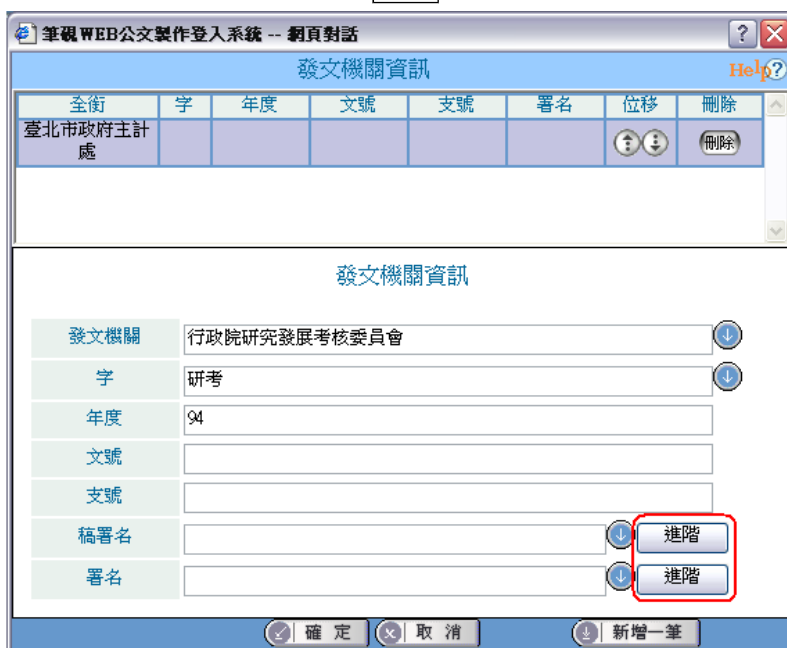 筆硯WEB公文製作登入系統 -- 網頁對話
發文機關資訊 Help?
全銜 字 年度 文號 支號 署名 位移 刪除
臺北市政府主計
處 刪除
發文機關資訊
發文機關 行政院研究發展考核委員會
字 研考
年度 94
文號
支號
稿署名 進階
署名 進階
確 定 取 消 新增一筆